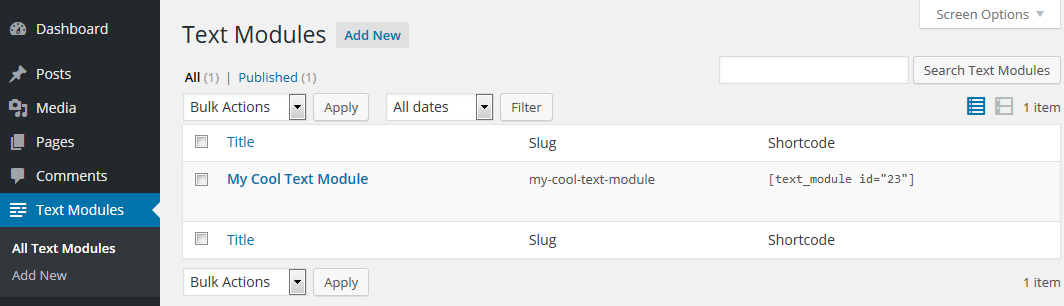 Dashboard
Posts
Media
Pages
Comments
Text Modules
All Text Modules
Add New
Screen Options
Text Modules Add New
All (1) | Published (1)
Search Text Modules
Bulk Actions Apply All dates Filter 1 item
Title Slug Shortcode
My Cool Text Module my-cool-text-module [text_module id="23"]
Title Slug Shortcode
Bulk Actions Apply 1 item